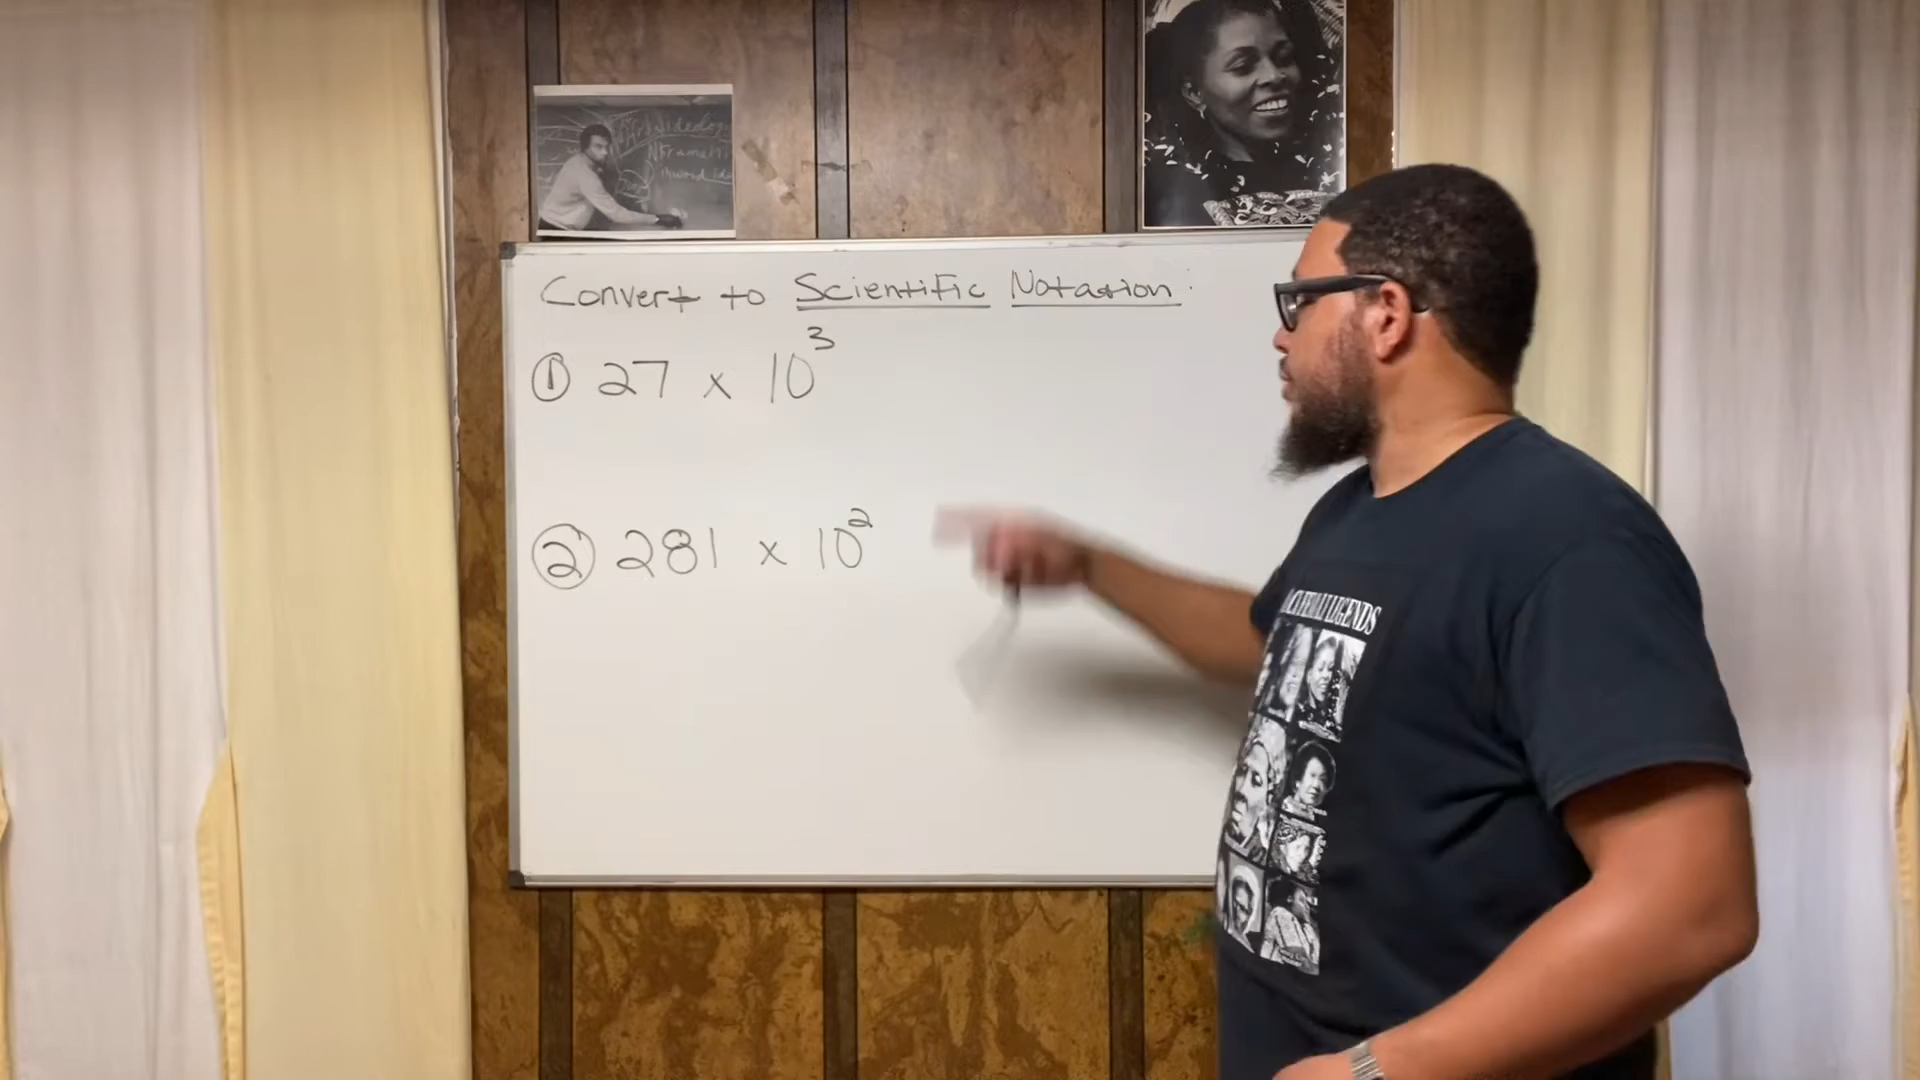 Convert to Scientific Notation:
① 27 x 10³
② 281 x 10²
LEGENDS